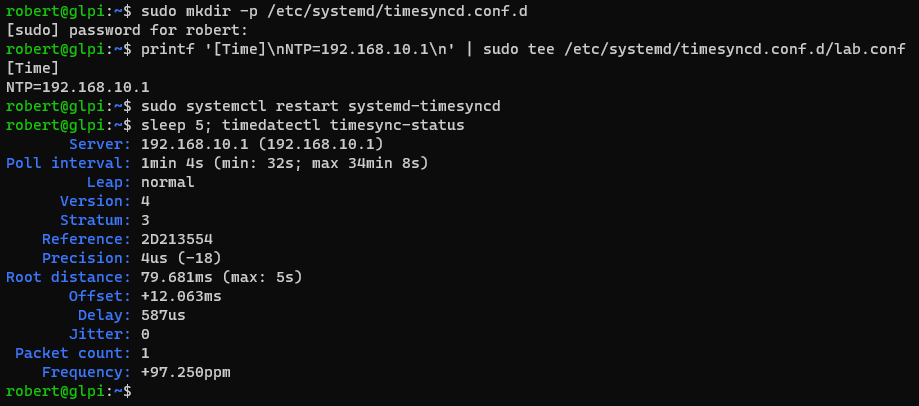 robert@glpi:~$ sudo mkdir -p /etc/systemd/timesyncd.conf.d
[sudo] password for robert:
robert@glpi:~$ printf '[Time]\nNTP=192.168.10.1\n' | sudo tee /etc/systemd/timesyncd.conf.d/lab.conf
[Time]
NTP=192.168.10.1
robert@glpi:~$ sudo systemctl restart systemd-timesyncd
robert@glpi:~$ sleep 5; timedatectl timesync-status
       Server: 192.168.10.1 (192.168.10.1)
Poll interval: 1min 4s (min: 32s; max 34min 8s)
         Leap: normal
      Version: 4
      Stratum: 3
    Reference: 2D213554
    Precision: 4us (-18)
Root distance: 79.681ms (max: 5s)
       Offset: +12.063ms
        Delay: 587us
       Jitter: 0
 Packet count: 1
    Frequency: +97.250ppm
robert@glpi:~$